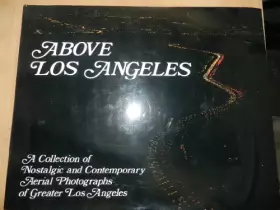 ABOVE
LOS ANGELES
A Collection of
Nostalgic and Contemporary
Aerial Photographs
of Greater Los Angeles